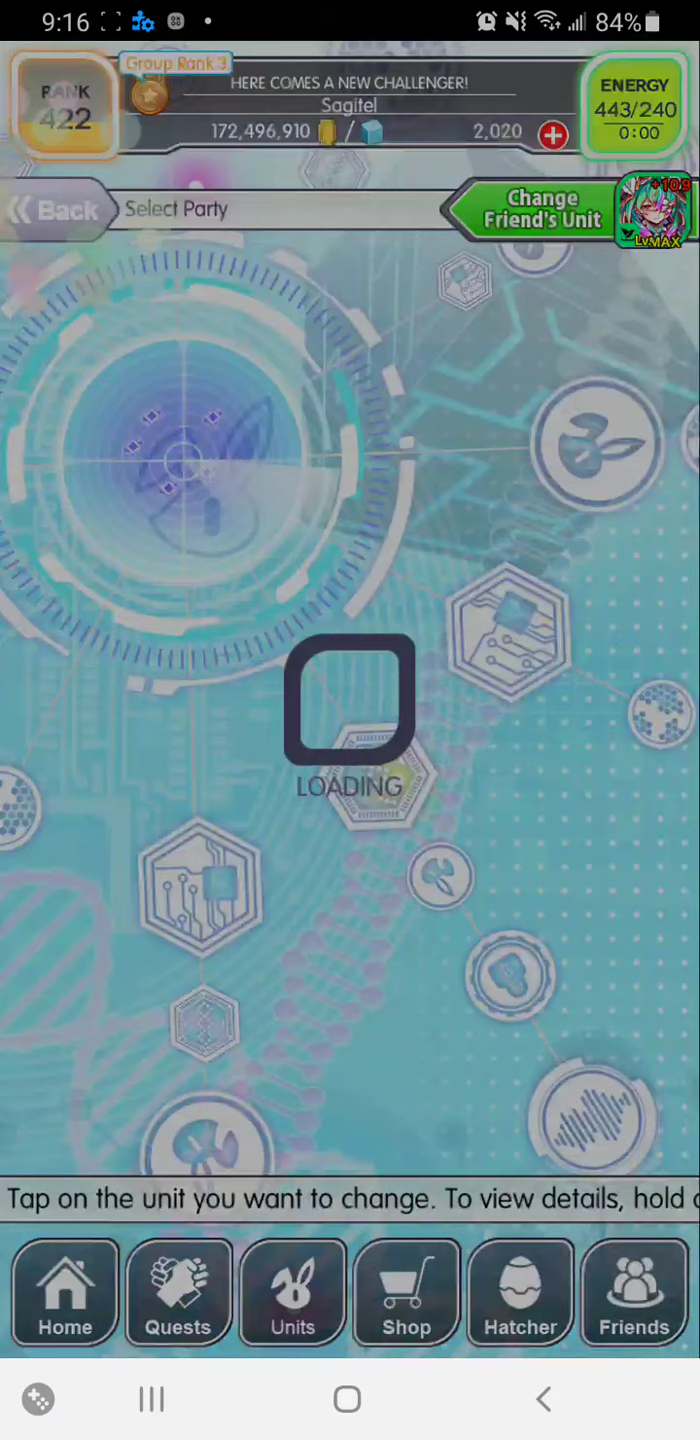 9:16
84%
Group Rank 3
HERE COMES A NEW CHALLENGER!
RANK
422
Sagitel
172,496,910 / 2,020
ENERGY
443/240
0:00
Back
Select Party
Change
Friend's Unit
+109
Lv.MAX
LOADING
Tap on the unit you want to change. To view details, hold
Home
Quests
Units
Shop
Hatcher
Friends